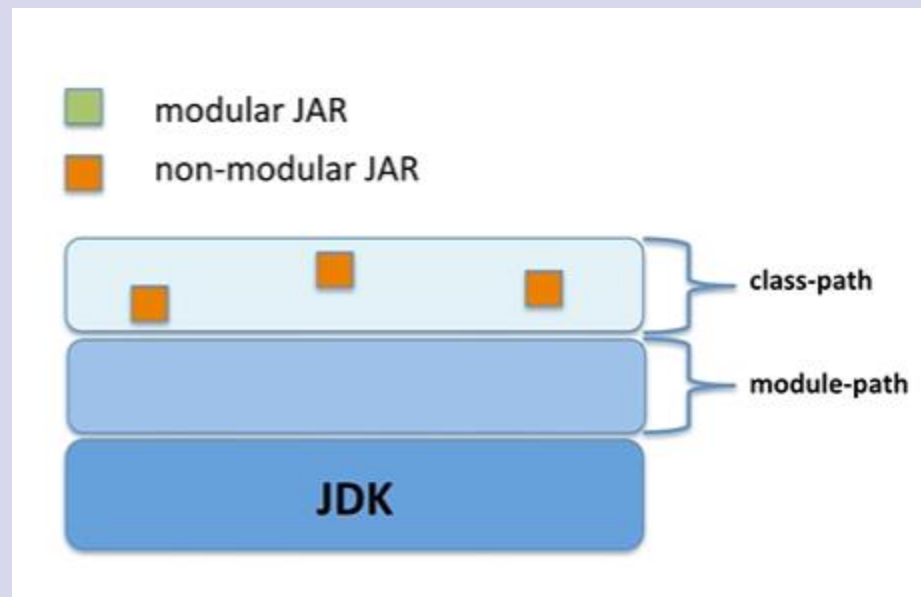 modular JAR
non-modular JAR
class-path
module-path
JDK